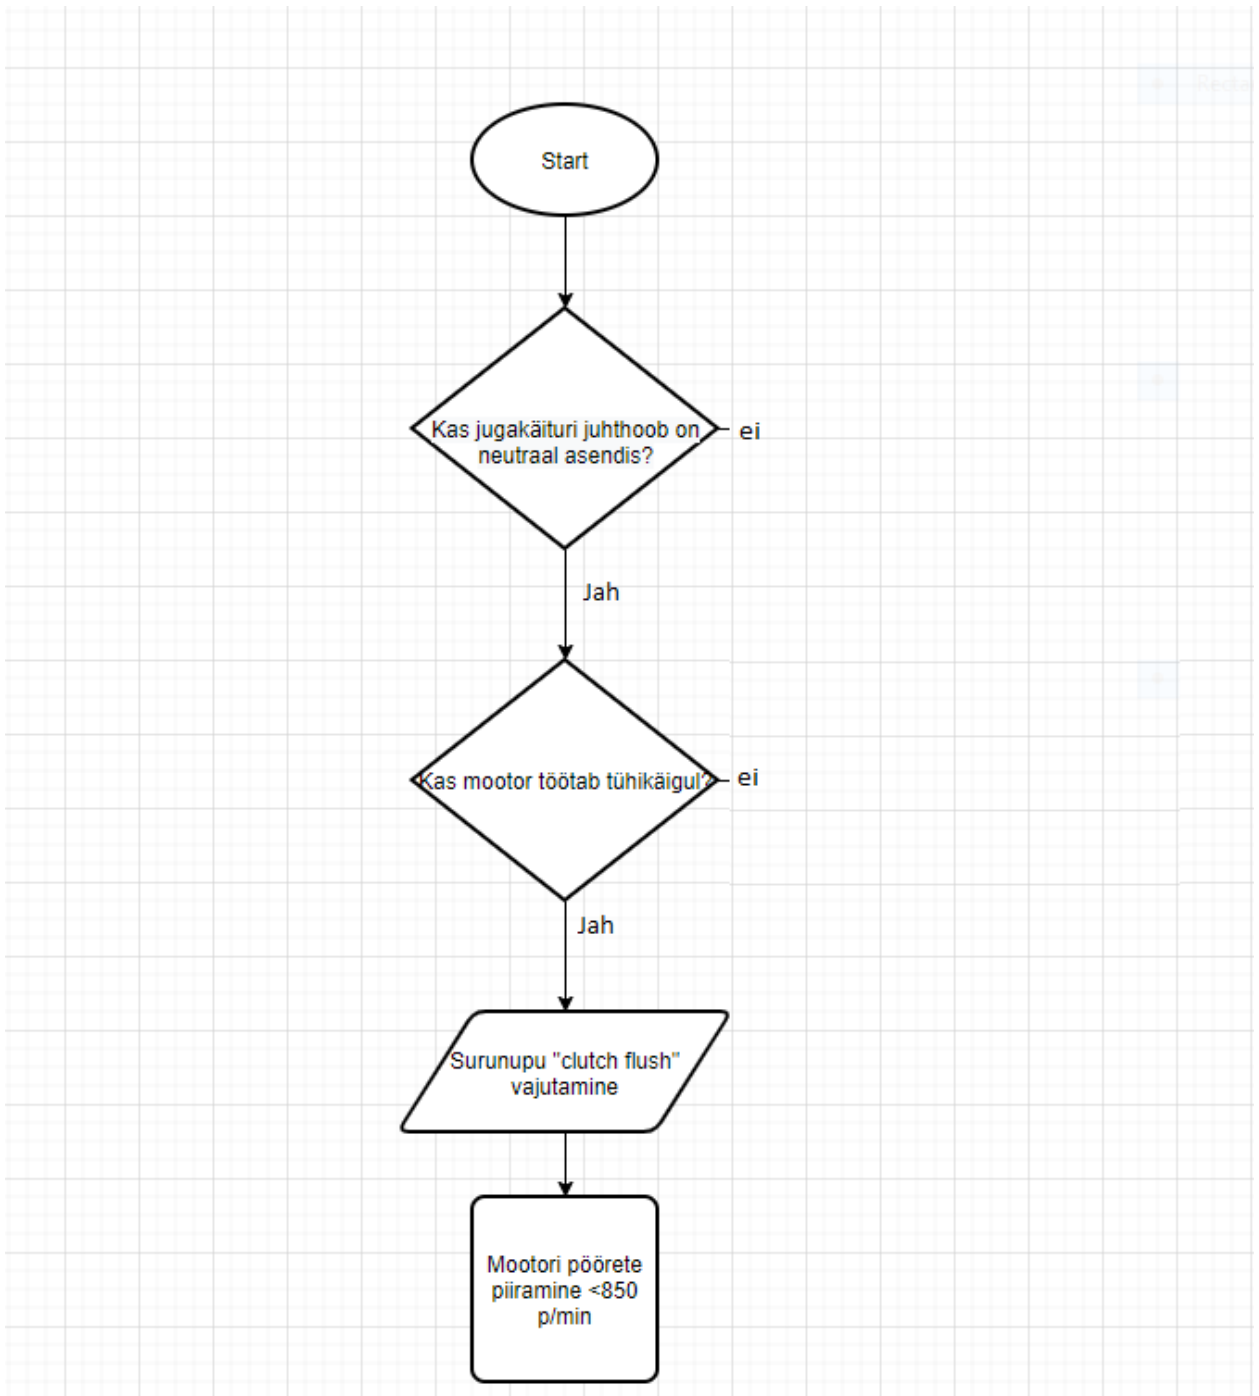 Recta
Start
Kas jugakäituri juhthoob on
neutraal asendis?
ei
Jah
Kas mootor töötab tühikäigul?
ei
Jah
Surunupu "clutch flush"
vajutamine
Mootori pöörete
piiramine <850
p/min